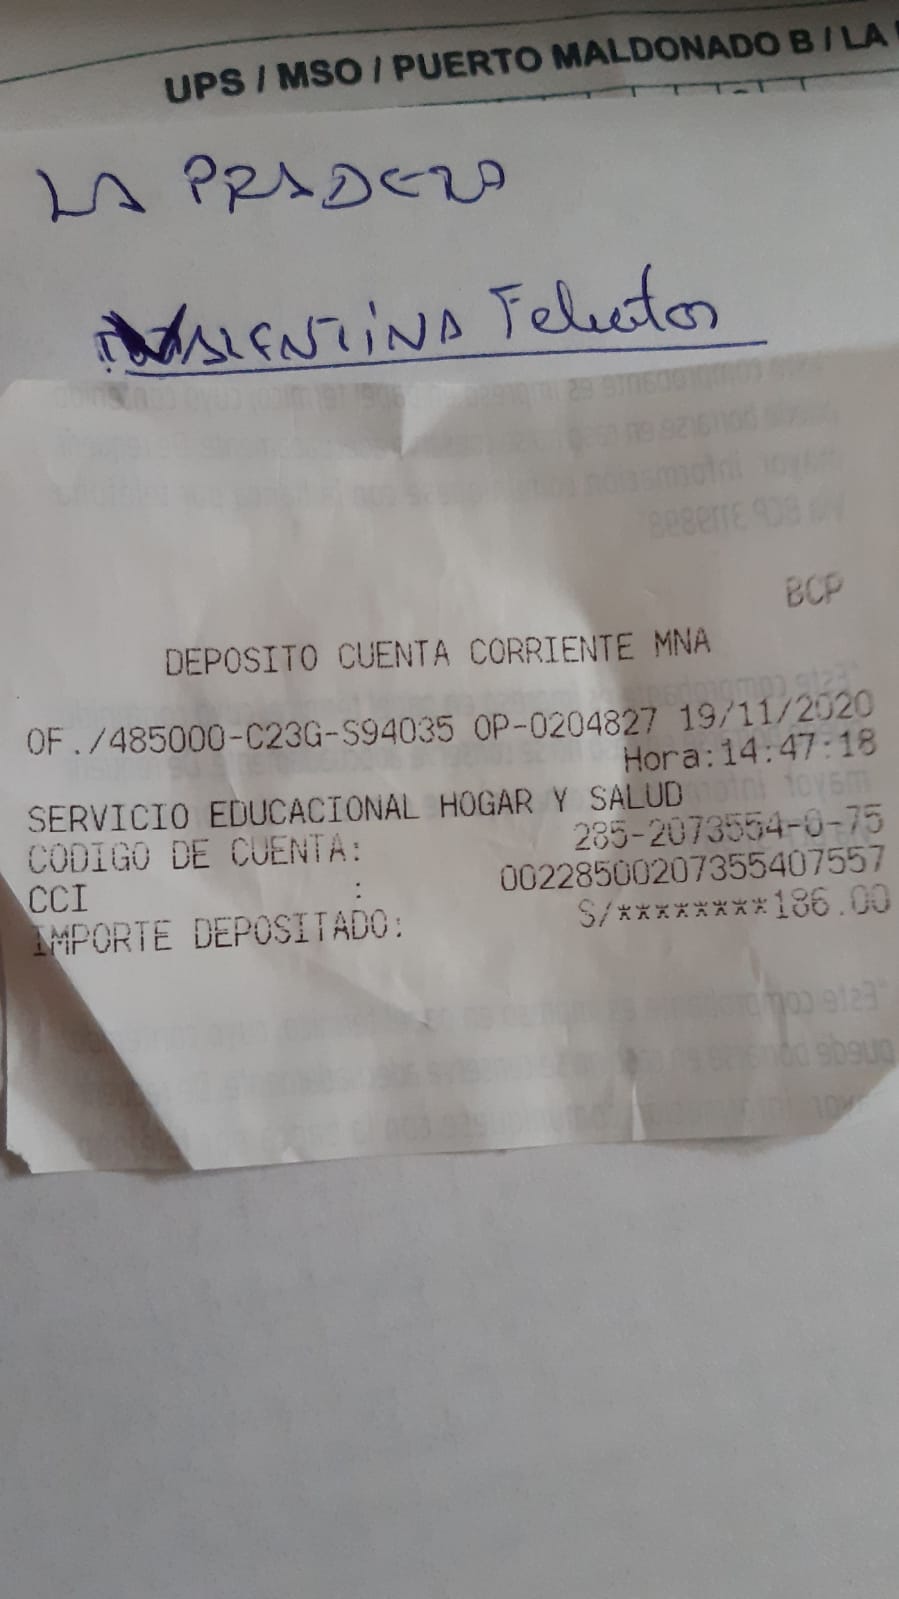 UPS / MSO / PUERTO MALDONADO B / LA
LA PRADERA
VALENTINA
BCP
DEPOSITO CUENTA CORRIENTE MNA
OF./485000-C23G-S94035 OP-0204827 19/11/2020
Hora:14:47:18
SERVICIO EDUCACIONAL HOGAR Y SALUD
CODIGO DE CUENTA: 285-2073554-0-75
CCI : 00228500207355407557
IMPORTE DEPOSITADO: S/********186.00